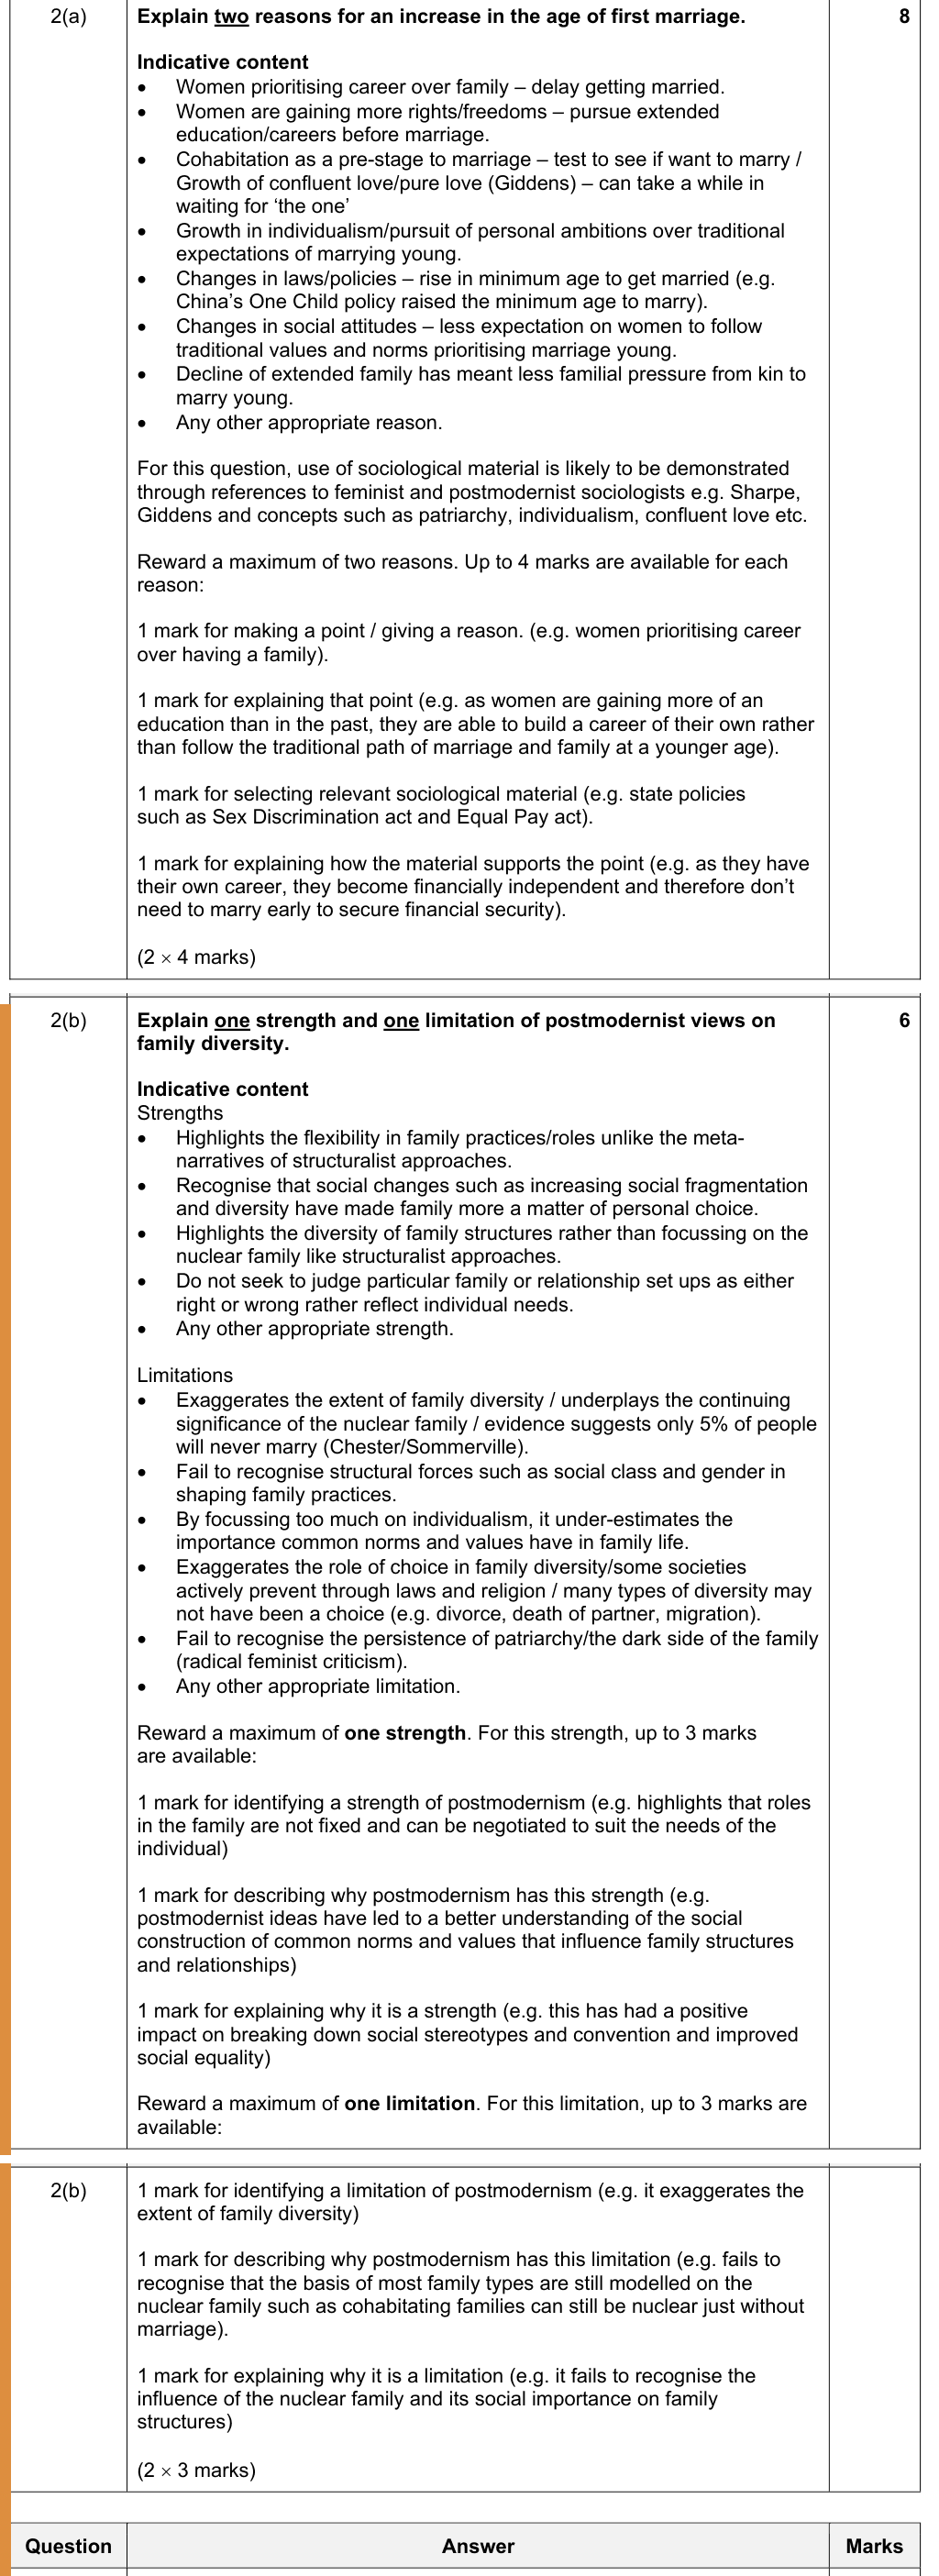 2(a)
Explain two reasons for an increase in the age of first marriage.
8
Indicative content
• Women prioritising career over family – delay getting married.
• Women are gaining more rights/freedoms – pursue extended
education/careers before marriage.
• Cohabitation as a pre-stage to marriage – test to see if want to marry /
Growth of confluent love/pure love (Giddens) – can take a while in
waiting for ‘the one’
• Growth in individualism/pursuit of personal ambitions over traditional
expectations of marrying young.
• Changes in laws/policies – rise in minimum age to get married (e.g.
China’s One Child policy raised the minimum age to marry).
• Changes in social attitudes – less expectation on women to follow
traditional values and norms prioritising marriage young.
• Decline of extended family has meant less familial pressure from kin to
marry young.
• Any other appropriate reason.
For this question, use of sociological material is likely to be demonstrated
through references to feminist and postmodernist sociologists e.g. Sharpe,
Giddens and concepts such as patriarchy, individualism, confluent love etc.
Reward a maximum of two reasons. Up to 4 marks are available for each
reason:
1 mark for making a point / giving a reason. (e.g. women prioritising career
over having a family).
1 mark for explaining that point (e.g. as women are gaining more of an
education than in the past, they are able to build a career of their own rather
than follow the traditional path of marriage and family at a younger age).
1 mark for selecting relevant sociological material (e.g. state policies
such as Sex Discrimination act and Equal Pay act).
1 mark for explaining how the material supports the point (e.g. as they have
their own career, they become financially independent and therefore don’t
need to marry early to secure financial security).
(2 × 4 marks)
2(b)
Explain one strength and one limitation of postmodernist views on
family diversity.
6
Indicative content
Strengths
• Highlights the flexibility in family practices/roles unlike the meta-
narratives of structuralist approaches.
• Recognise that social changes such as increasing social fragmentation
and diversity have made family more a matter of personal choice.
• Highlights the diversity of family structures rather than focussing on the
nuclear family like structuralist approaches.
• Do not seek to judge particular family or relationship set ups as either
right or wrong rather reflect individual needs.
• Any other appropriate strength.
Limitations
• Exaggerates the extent of family diversity / underplays the continuing
significance of the nuclear family / evidence suggests only 5% of people
will never marry (Chester/Sommerville).
• Fail to recognise structural forces such as social class and gender in
shaping family practices.
• By focussing too much on individualism, it under-estimates the
importance common norms and values have in family life.
• Exaggerates the role of choice in family diversity/some societies
actively prevent through laws and religion / many types of diversity may
not have been a choice (e.g. divorce, death of partner, migration).
• Fail to recognise the persistence of patriarchy/the dark side of the family
(radical feminist criticism).
• Any other appropriate limitation.
Reward a maximum of one strength. For this strength, up to 3 marks
are available:
1 mark for identifying a strength of postmodernism (e.g. highlights that roles
in the family are not fixed and can be negotiated to suit the needs of the
individual)
1 mark for describing why postmodernism has this strength (e.g.
postmodernist ideas have led to a better understanding of the social
construction of common norms and values that influence family structures
and relationships)
1 mark for explaining why it is a strength (e.g. this has had a positive
impact on breaking down social stereotypes and convention and improved
social equality)
Reward a maximum of one limitation. For this limitation, up to 3 marks are
available:
2(b)
1 mark for identifying a limitation of postmodernism (e.g. it exaggerates the
extent of family diversity)
1 mark for describing why postmodernism has this limitation (e.g. fails to
recognise that the basis of most family types are still modelled on the
nuclear family such as cohabitating families can still be nuclear just without
marriage).
1 mark for explaining why it is a limitation (e.g. it fails to recognise the
influence of the nuclear family and its social importance on family
structures)
(2 × 3 marks)
Question
Answer
Marks